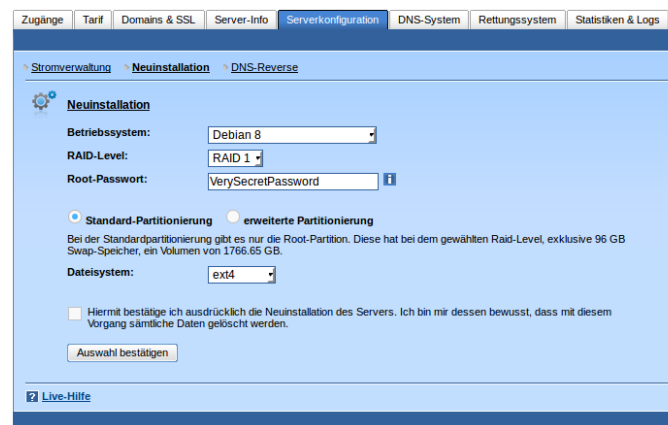 Zugänge Tarif Domains & SSL Server-Info Serverkonfiguration DNS-System Rettungssystem Statistiken & Logs
Stromverwaltung Neuinstallation DNS-Reverse
Neuinstallation
Betriebssystem: Debian 8
RAID-Level: RAID 1
Root-Passwort: VerySecretPassword
Standard-Partitionierung erweiterte Partitionierung
Bei der Standardpartitionierung gibt es nur die Root-Partition. Diese hat bei dem gewählten Raid-Level, exklusive 96 GB
Swap-Speicher, ein Volumen von 1766.65 GB.
Dateisystem: ext4
Hiermit bestätige ich ausdrücklich die Neuinstallation des Servers. Ich bin mir dessen bewusst, dass mit diesem
Vorgang sämtliche Daten gelöscht werden.
Auswahl bestätigen
? Live-Hilfe